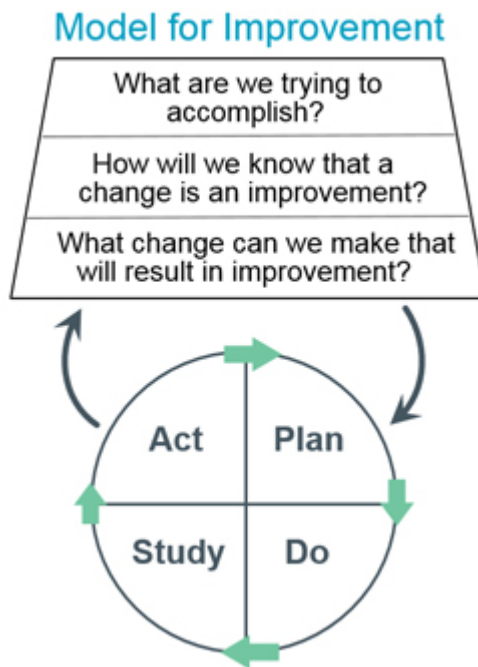 Model for Improvement
What are we trying to
accomplish?
How will we know that a
change is an improvement?
What change can we make that
will result in improvement?
Act
Plan
Study
Do